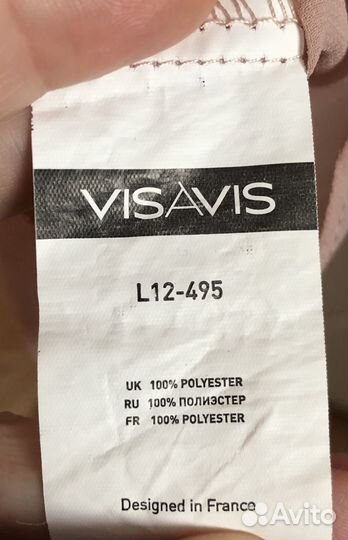 VISAVIS
L12-495
UK 100% POLYESTER
RU 100% ПОЛИЭСТЕР
FR 100% POLYESTER
Designed in France
Avito